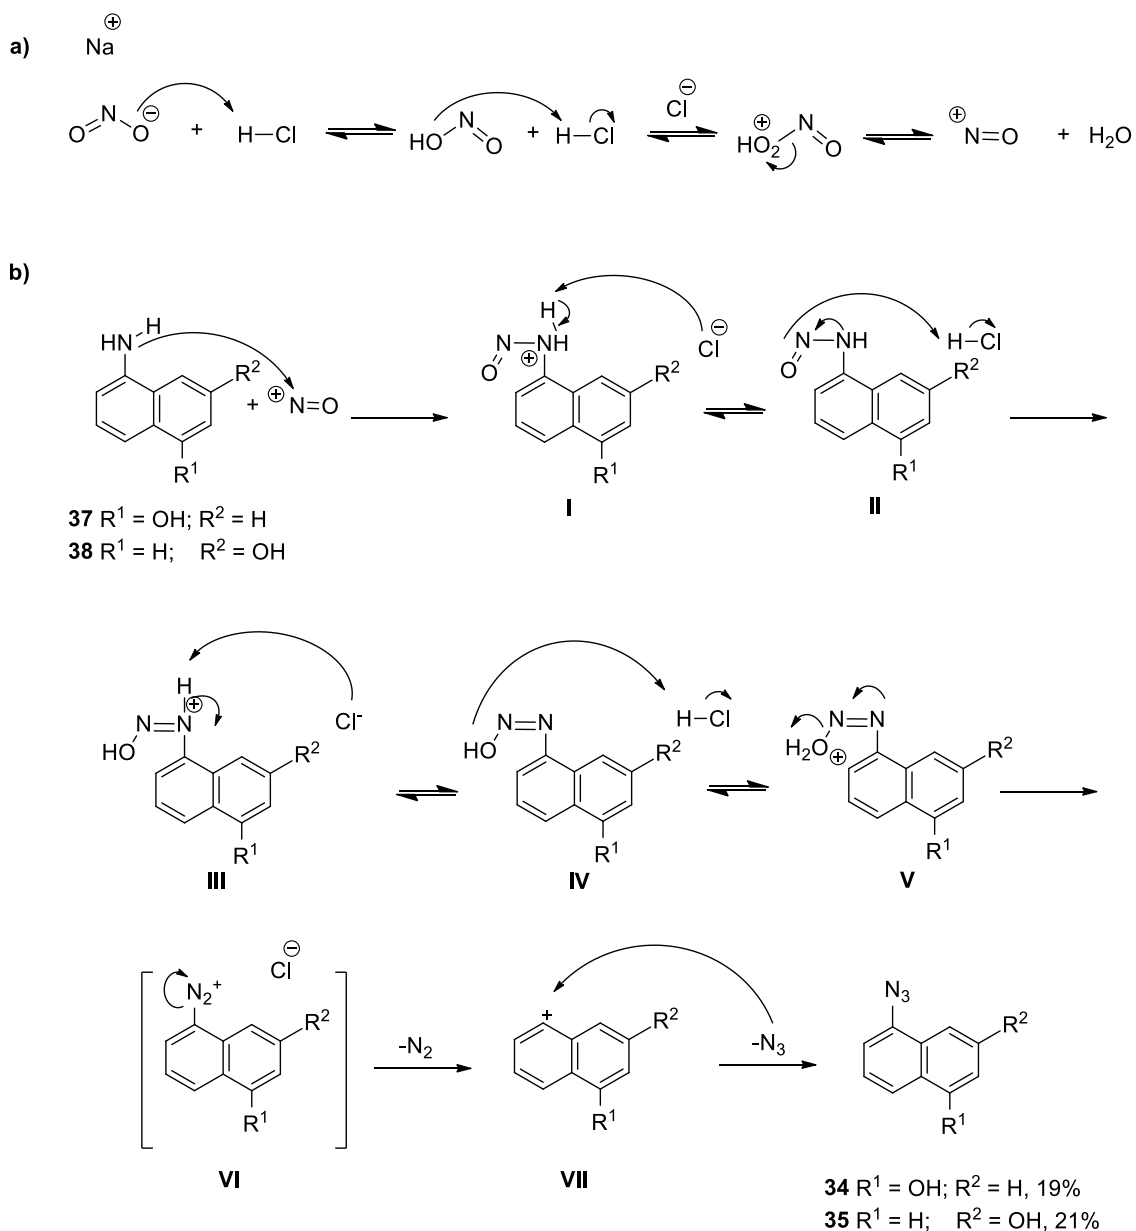 a)
Na ⊕
O=N-O ⊖ + H-Cl ⇌ HO-N=O + H-Cl ⇌ Cl ⊖ HO2 ⊕ -N=O ⇌ ⊕ N=O + H2O
b)
HN-H R2 R1 + ⊕ N=O
H N NH ⊕ O R2 R1 Cl ⊖
N NH O R2 R1 H-Cl
I
II
37 R1 = OH; R2 = H
38 R1 = H; R2 = OH
H N=N ⊕ HO R2 R1 Cl-
N=N HO R2 R1 H-Cl
N=N H2O ⊕ R2 R1
III
IV
V
N2+ Cl ⊖ R2 R1
-N2
+ R2 R1
-N3
N3 R2 R1
VI
VII
34 R1 = OH; R2 = H, 19%
35 R1 = H; R2 = OH, 21%